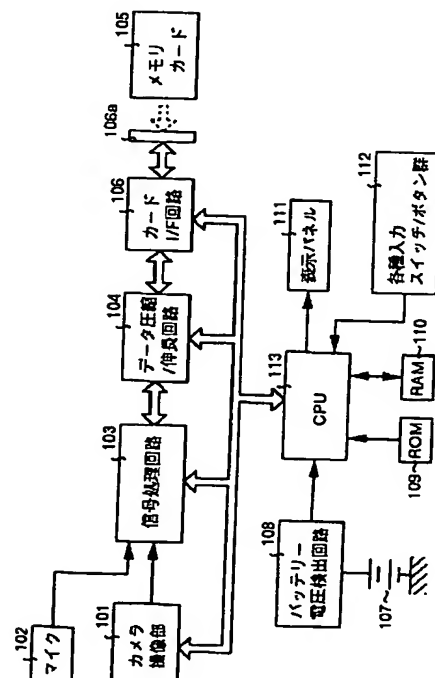 102
マイク
101
カメラ
撮像部
103
信号処理回路
104
データ圧縮
/伸長回路
106
カード
I/F回路
106a
105
メモリ
カード
107~
108
バッテリー
電圧検出回路
113
CPU
109~ROM
RAM~110
111
表示パネル
112
各種入力
スイッチ/ボタン群